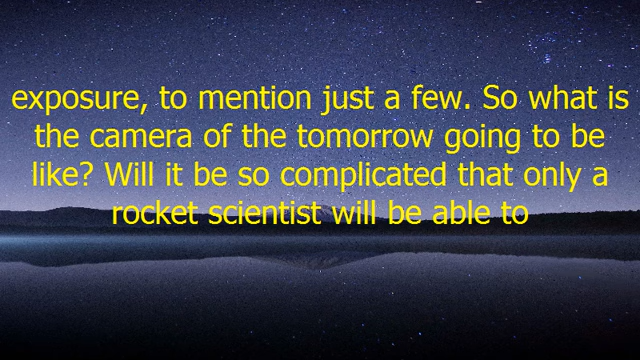 exposure, to mention just a few. So what is
the camera of the tomorrow going to be
like? Will it be so complicated that only a
rocket scientist will be able to